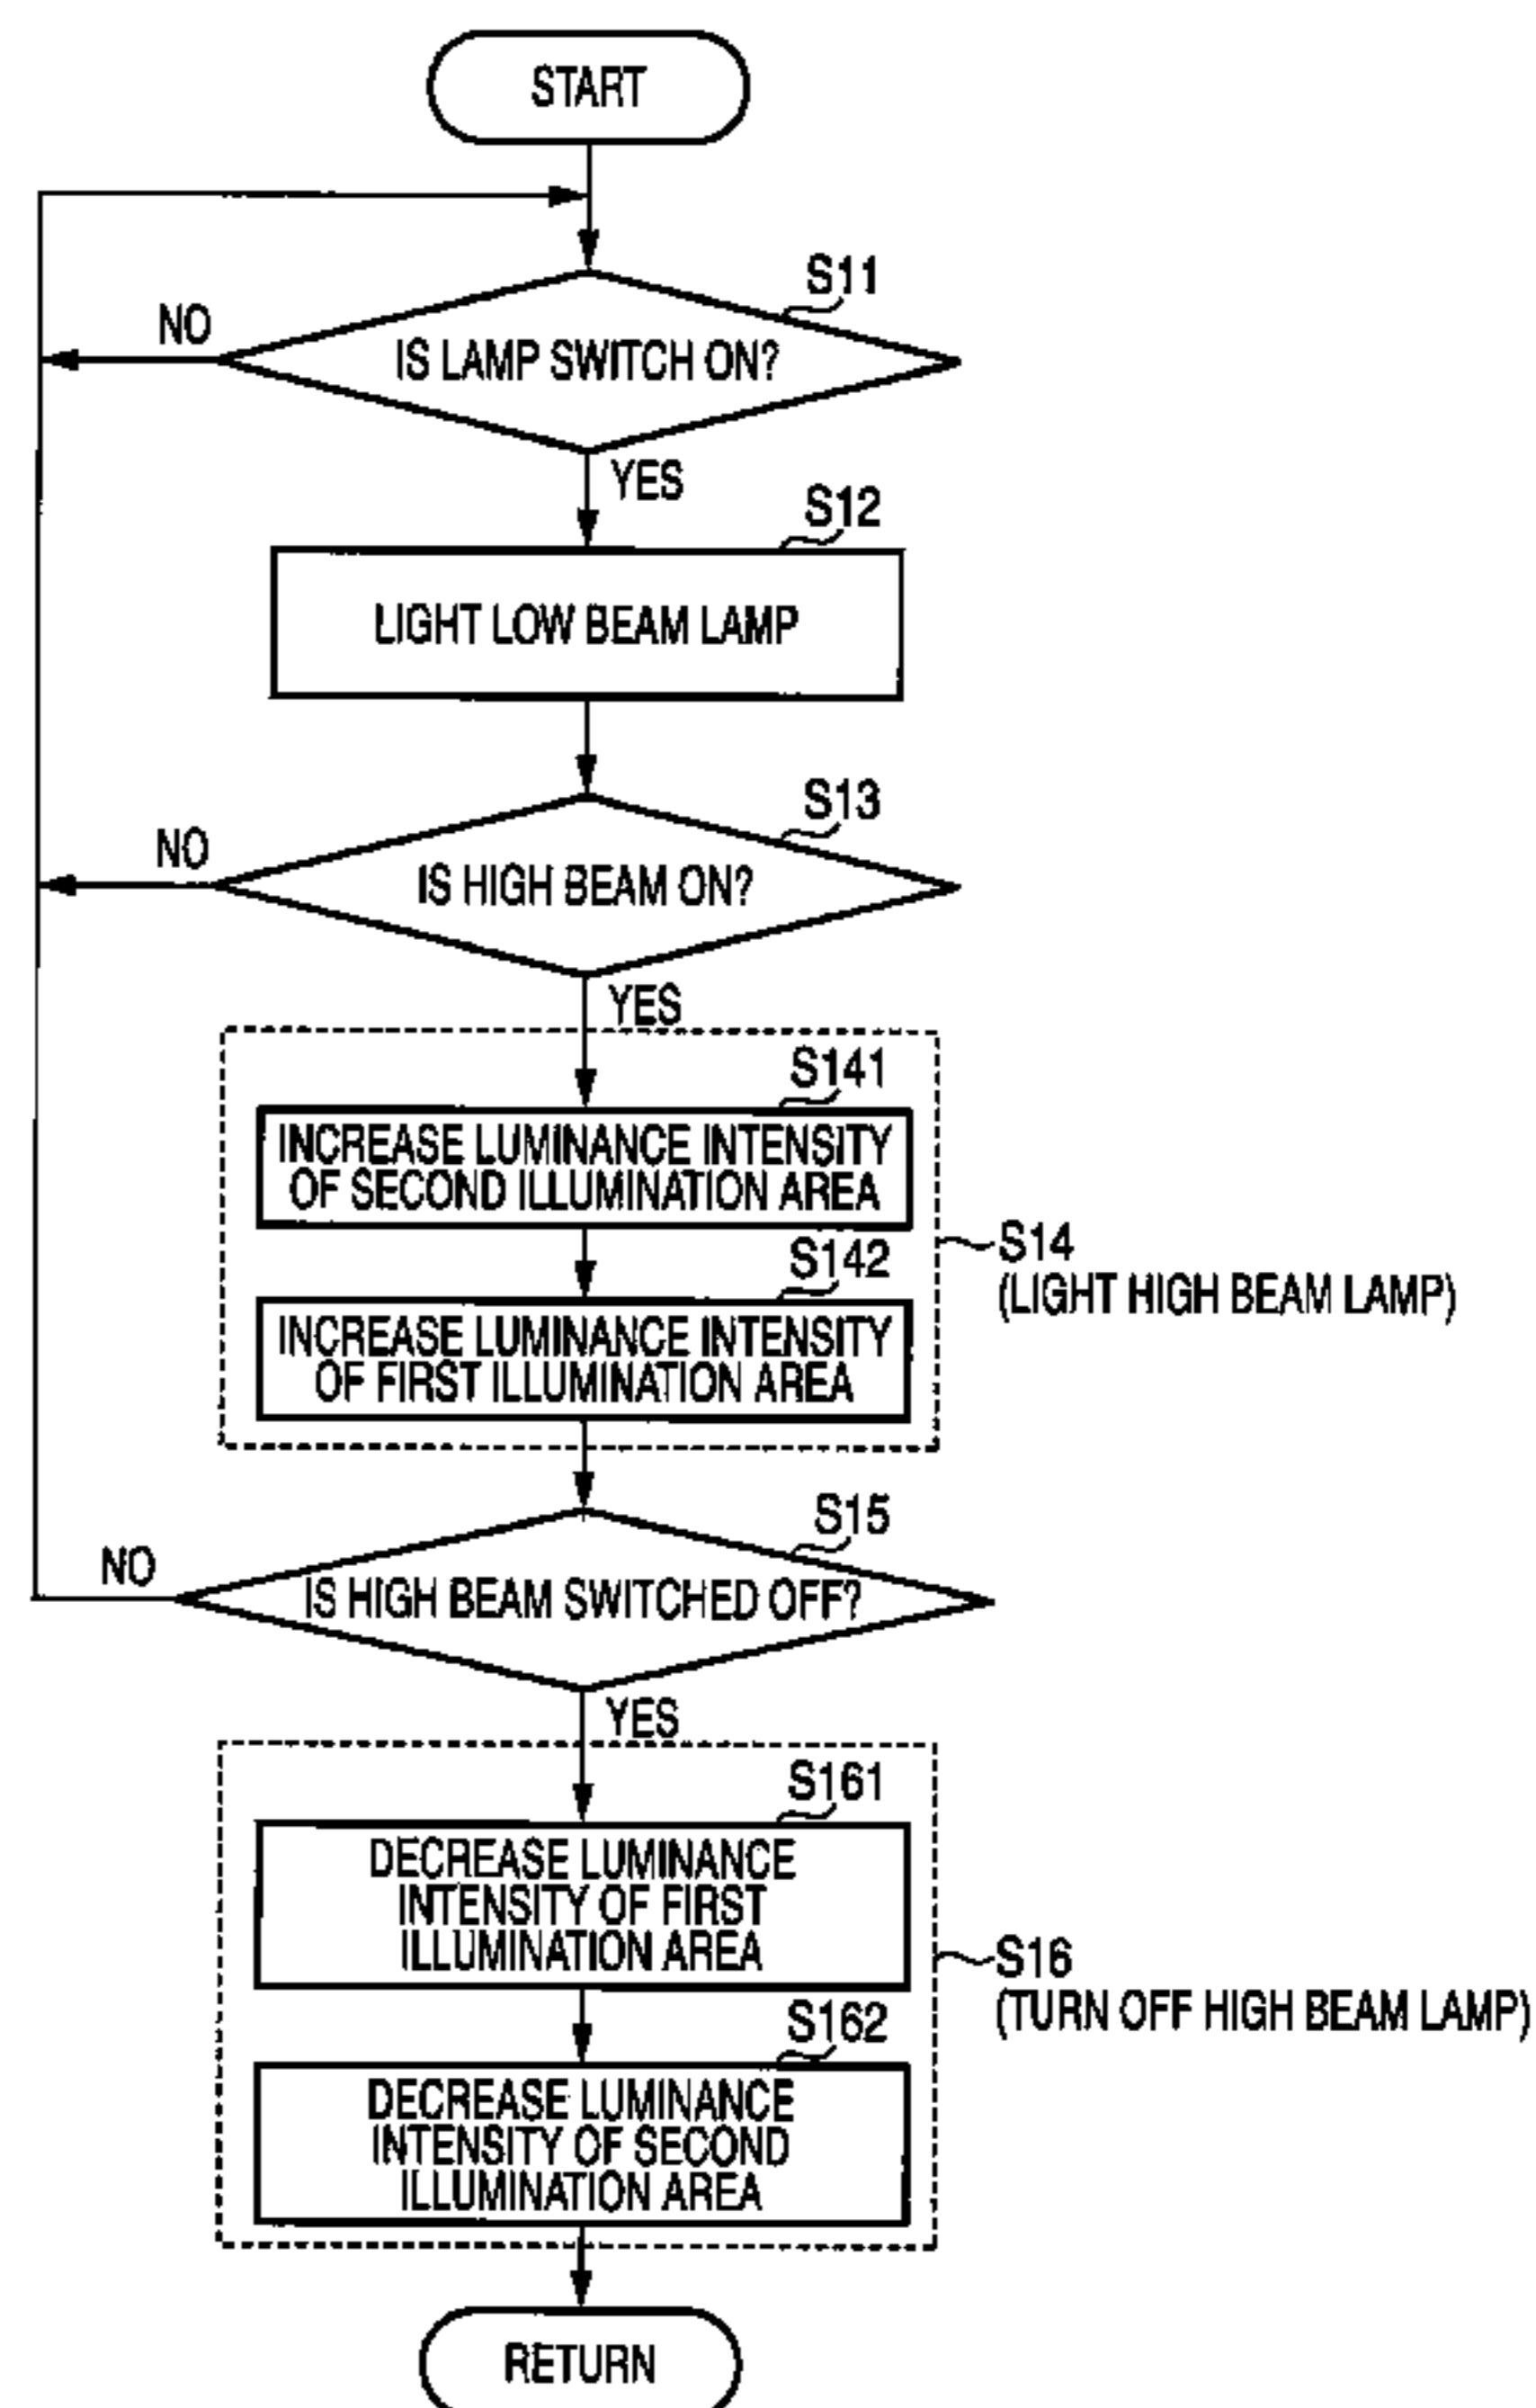 START
S11
NO
IS LAMP SWITCH ON?
YES
S12
LIGHT LOW BEAM LAMP
S13
NO
IS HIGH BEAM ON?
YES
S141
INCREASE LUMINANCE INTENSITY
OF SECOND ILLUMINATION AREA
S14
(LIGHT HIGH BEAM LAMP)
S142
INCREASE LUMINANCE INTENSITY
OF FIRST ILLUMINATION AREA
S15
NO
IS HIGH BEAM SWITCHED OFF?
YES
S161
DECREASE LUMINANCE
INTENSITY OF FIRST
ILLUMINATION AREA
S16
(TURN OFF HIGH BEAM LAMP)
S162
DECREASE LUMINANCE
INTENSITY OF SECOND
ILLUMINATION AREA
RETURN